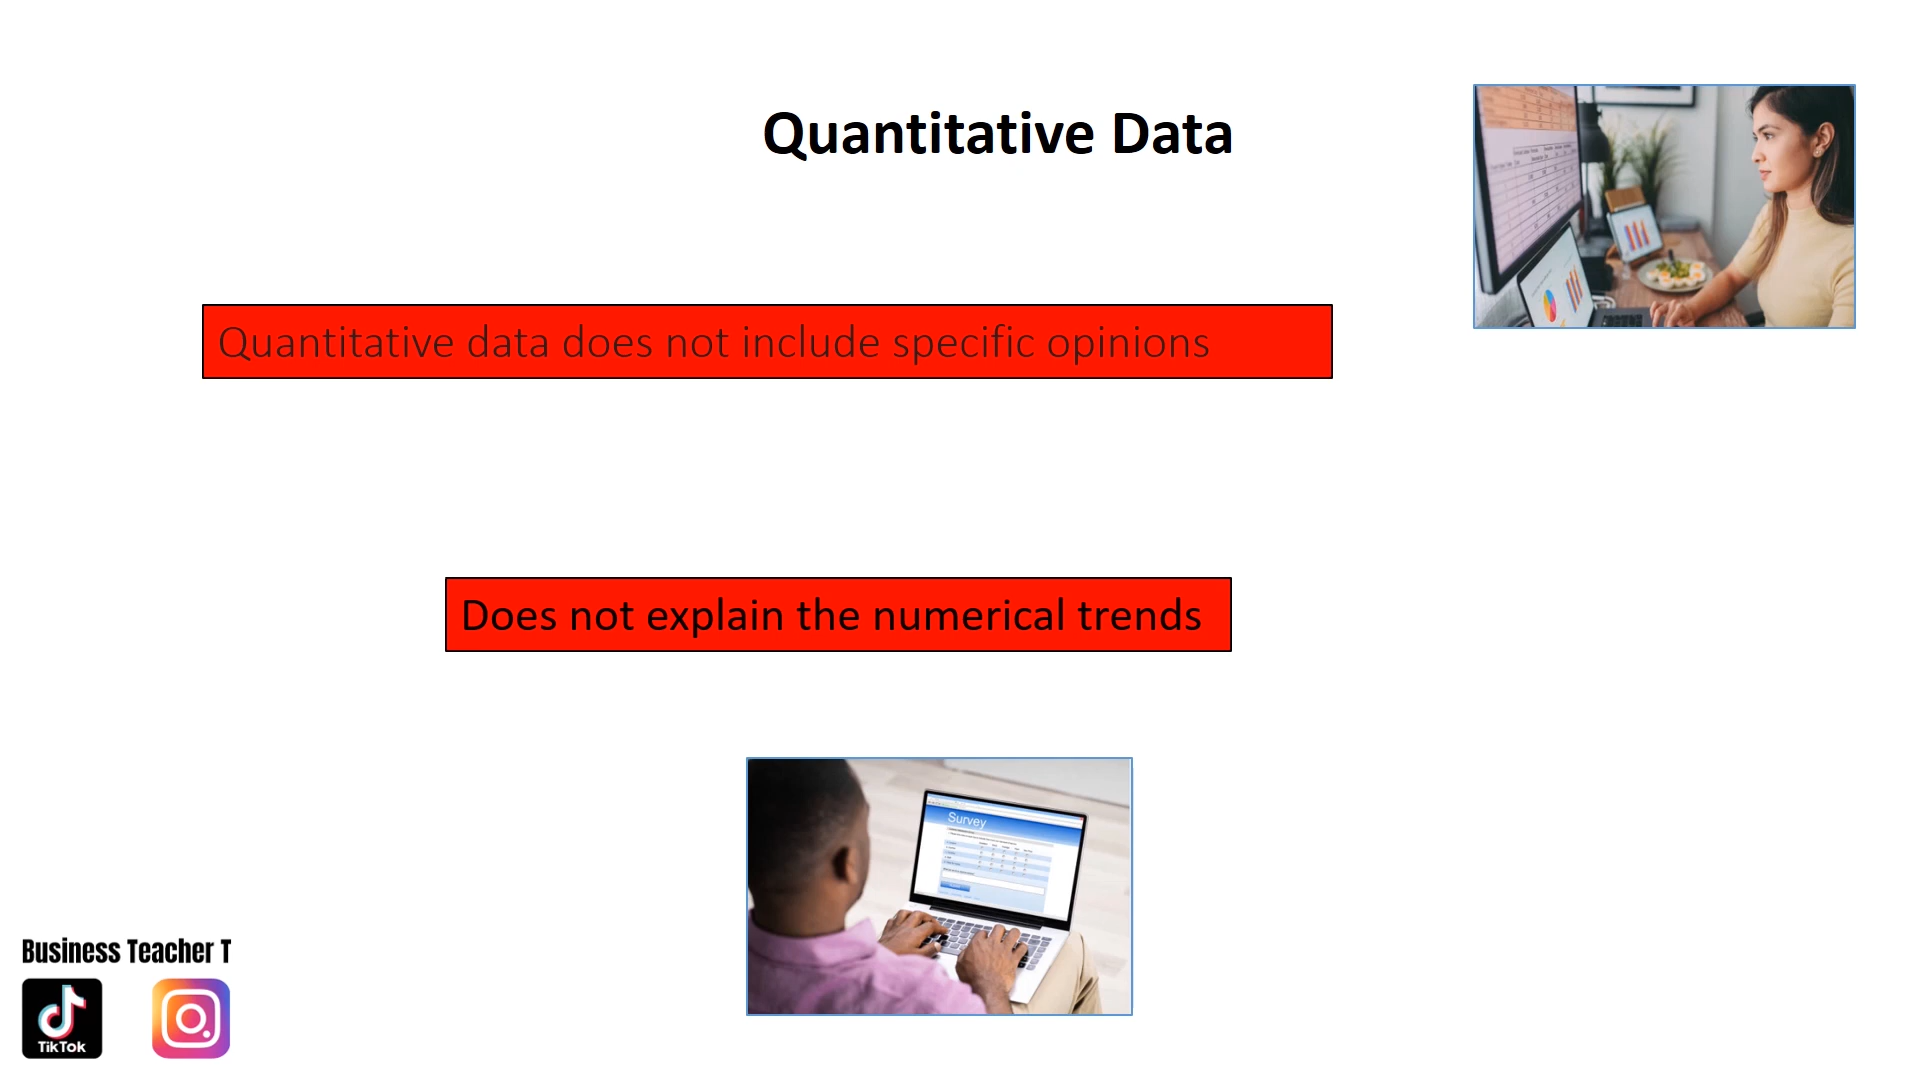 Quantitative Data
Quantitative data does not include specific opinions
Does not explain the numerical trends
Survey
Business Teacher T
TikTok